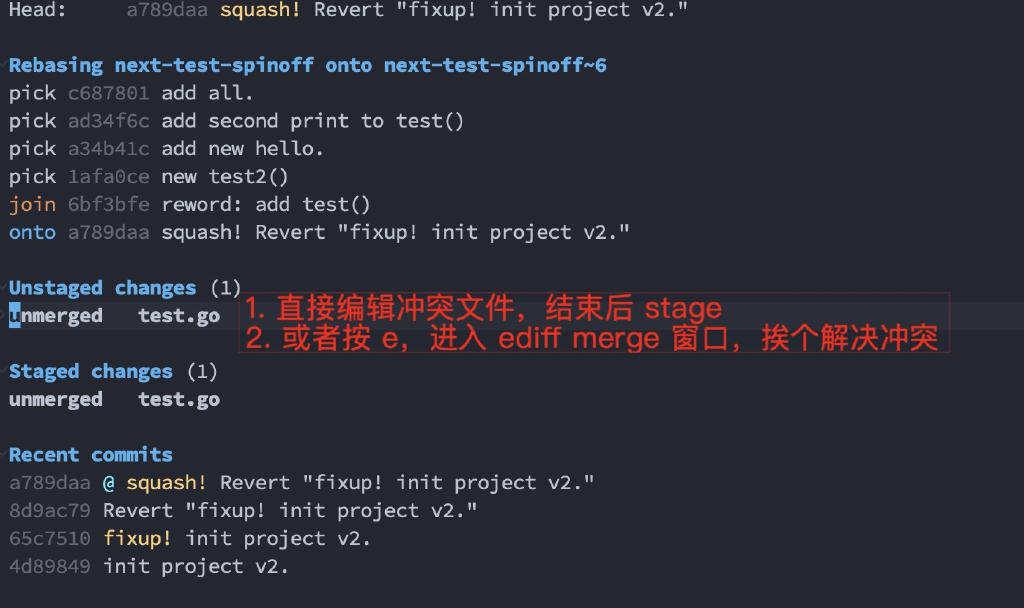 Head:     a789daa squash! Revert "fixup! init project v2."
Rebasing next-test-spinoff onto next-test-spinoff~6
pick c687801 add all.
pick ad34f6c add second print to test()
pick a34b41c add new hello.
pick 1afa0ce new test2()
join 6bf3bfe reword: add test()
onto a789daa squash! Revert "fixup! init project v2."
Unstaged changes (1)
1. 直接编辑冲突文件，结束后 stage
unmerged   test.go
2. 或者按 e，进入 ediff merge 窗口，挨个解决冲突
Staged changes (1)
unmerged   test.go
Recent commits
a789daa @ squash! Revert "fixup! init project v2."
8d9ac79 Revert "fixup! init project v2."
65c7510 fixup! init project v2.
4d89849 init project v2.